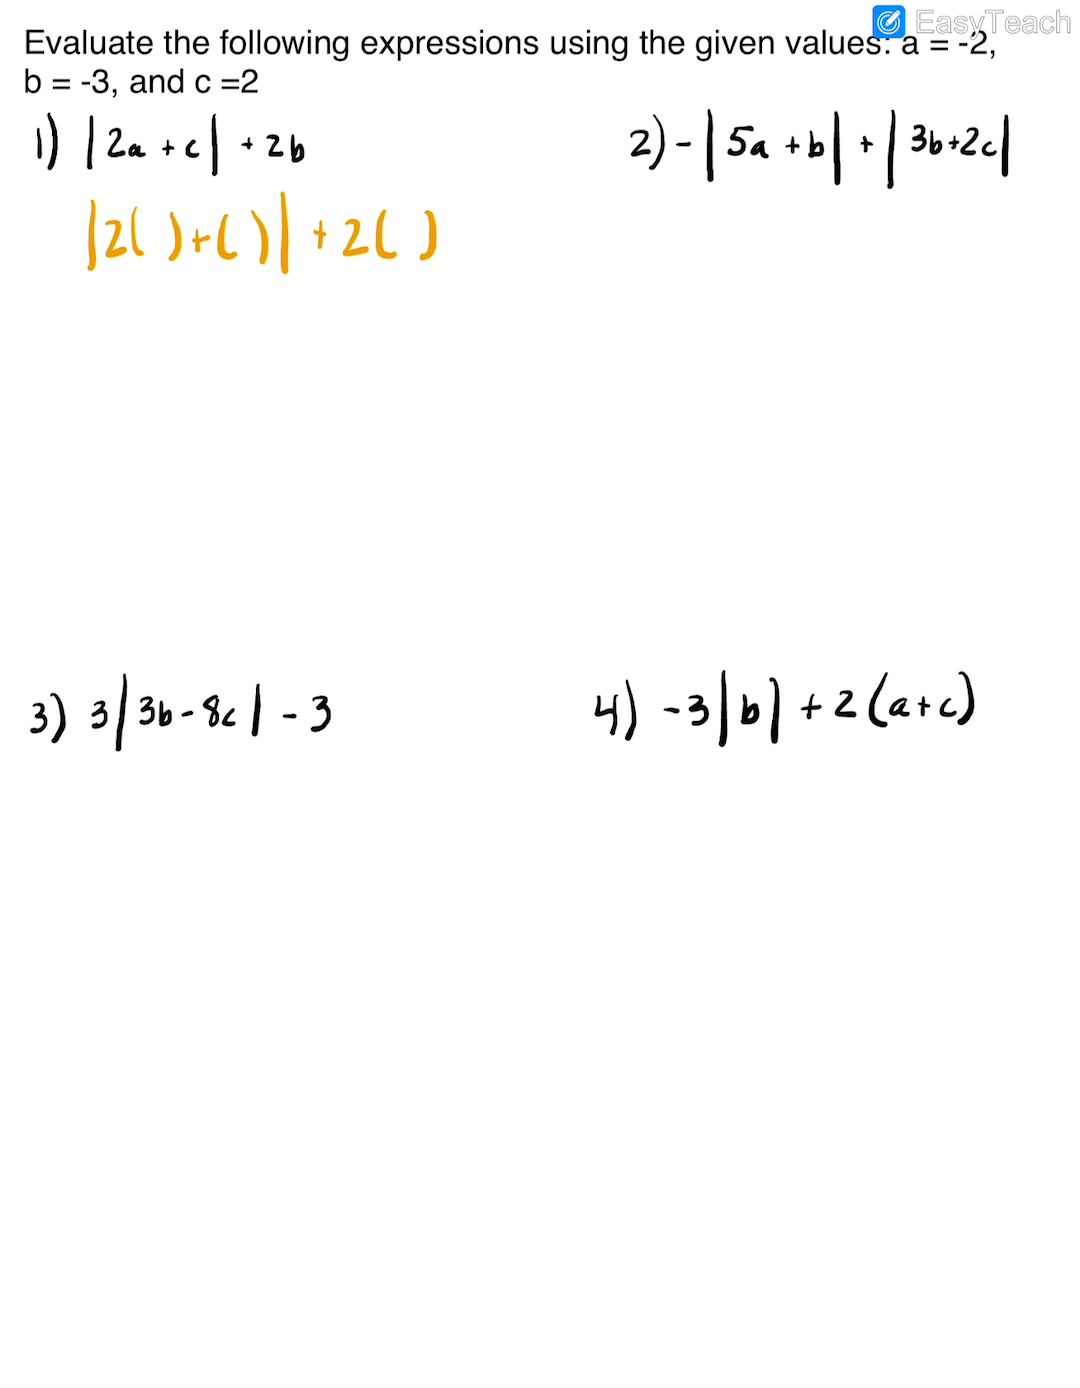 EasyTeach
Evaluate the following expressions using the given values: a = -2,
b = -3, and c =2
1) |2a + c| + 2b
2) - |5a + b| + |3b+2c|
|2( )+( )| + 2( )
3) 3|3b - 8c| - 3
4) -3|b| + 2(a+c)